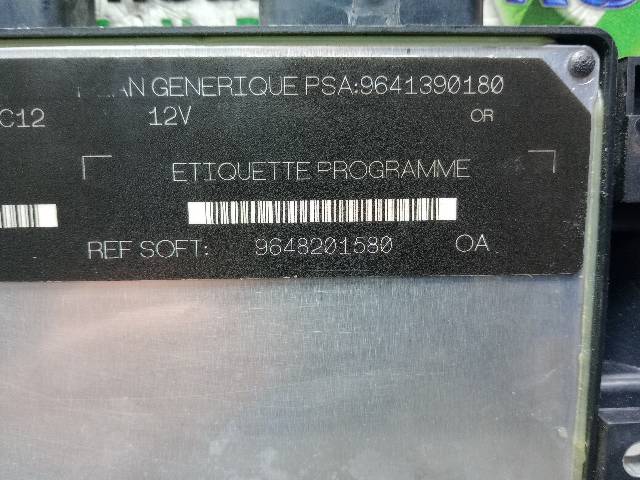 GENERIQUE PSA:9641390180
C12 12V OR
ETIQUETTE PROGRAMME
REF SOFT: 9648201580 OA